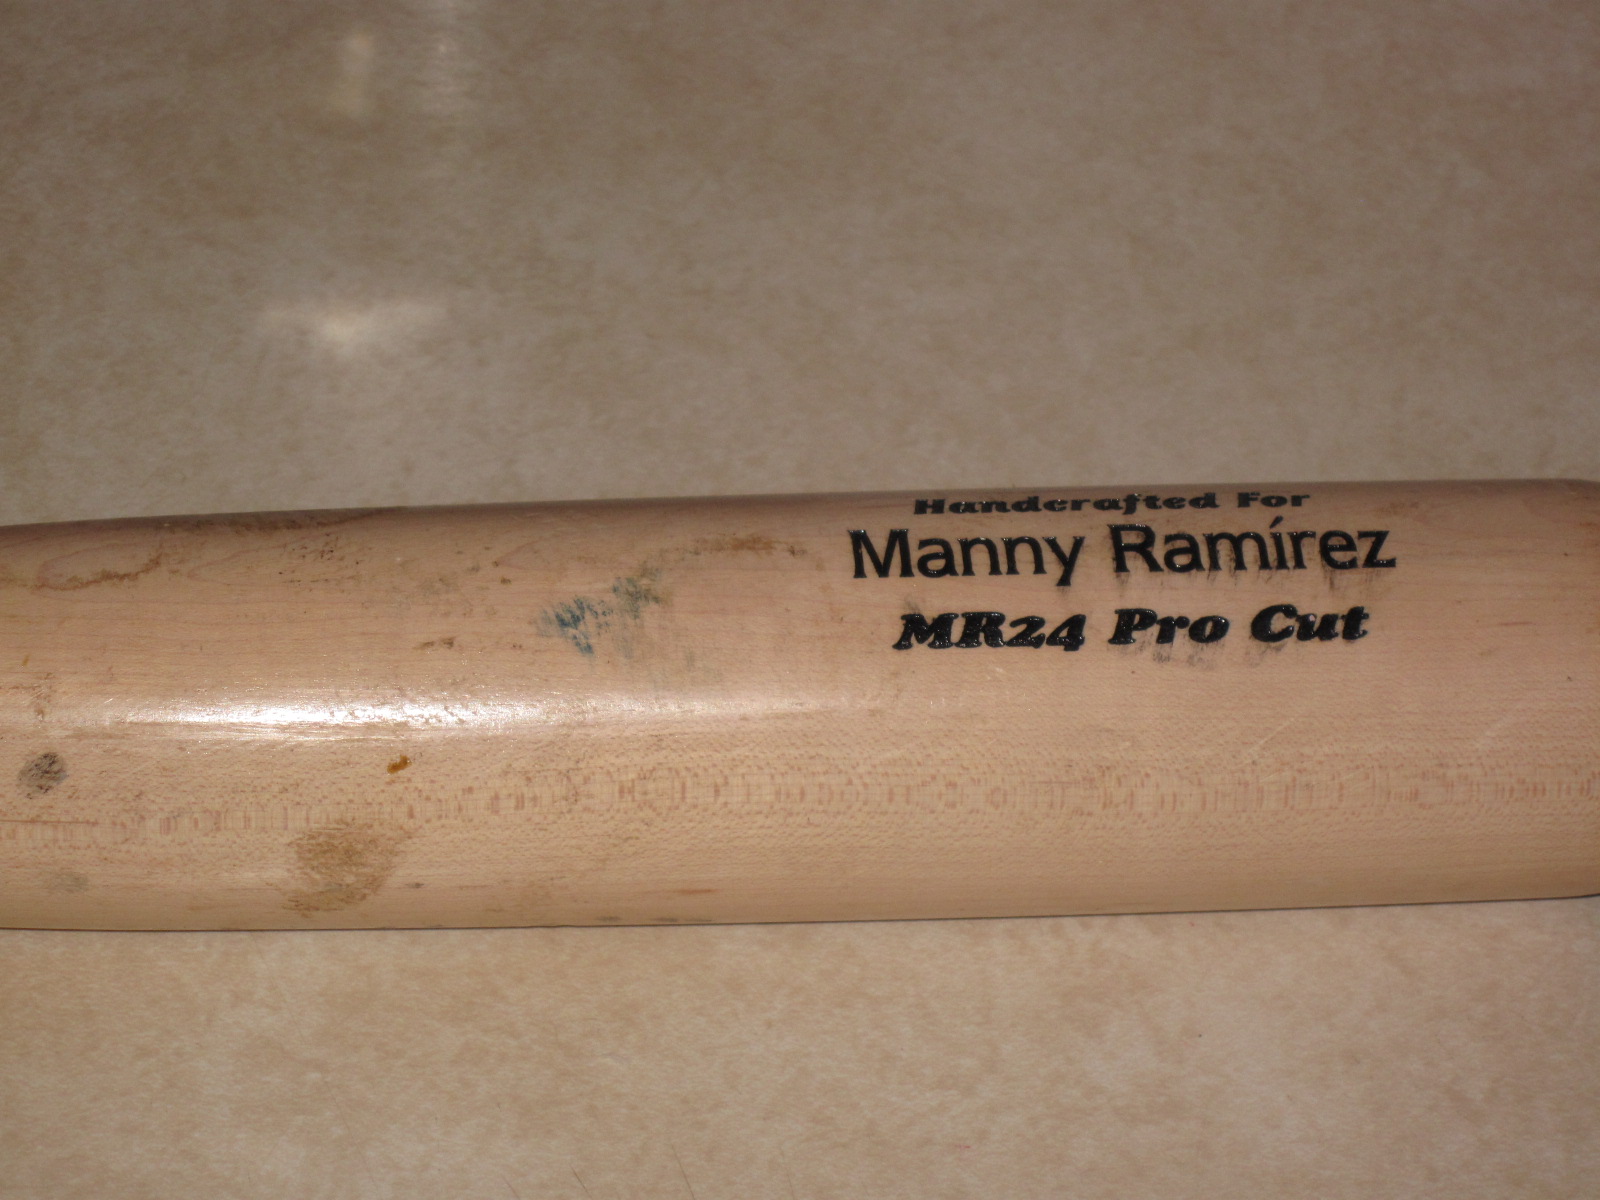 Handcrafted For
Manny Ramírez
MR24 Pro Cut